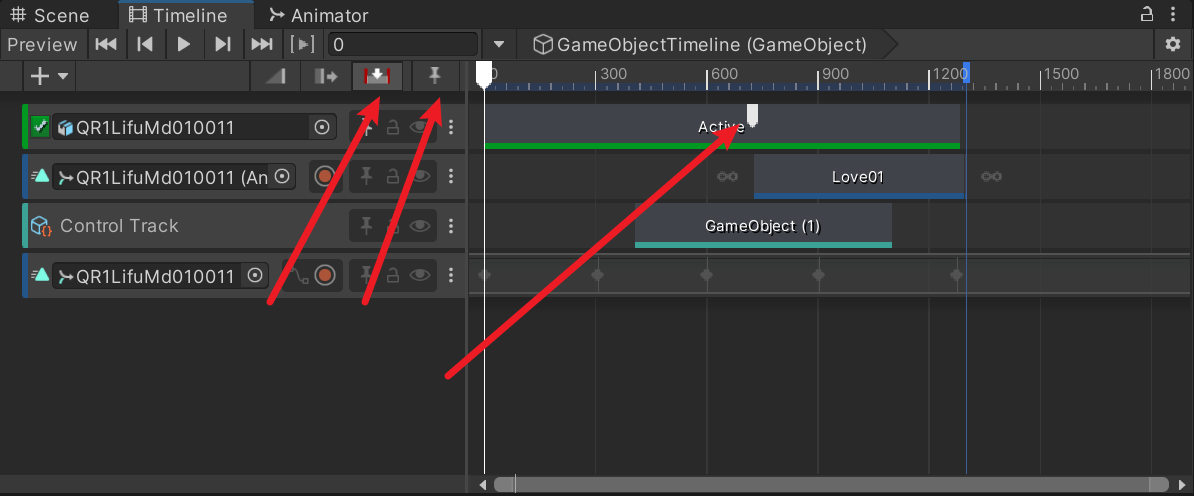 Scene
Timeline
Animator
Preview
0
GameObjectTimeline (GameObject)
0 300 600 900 1200 1500 1800
QR1LifuMd010011
Active
QR1LifuMd010011 (An
Love01
Control Track
GameObject (1)
QR1LifuMd010011